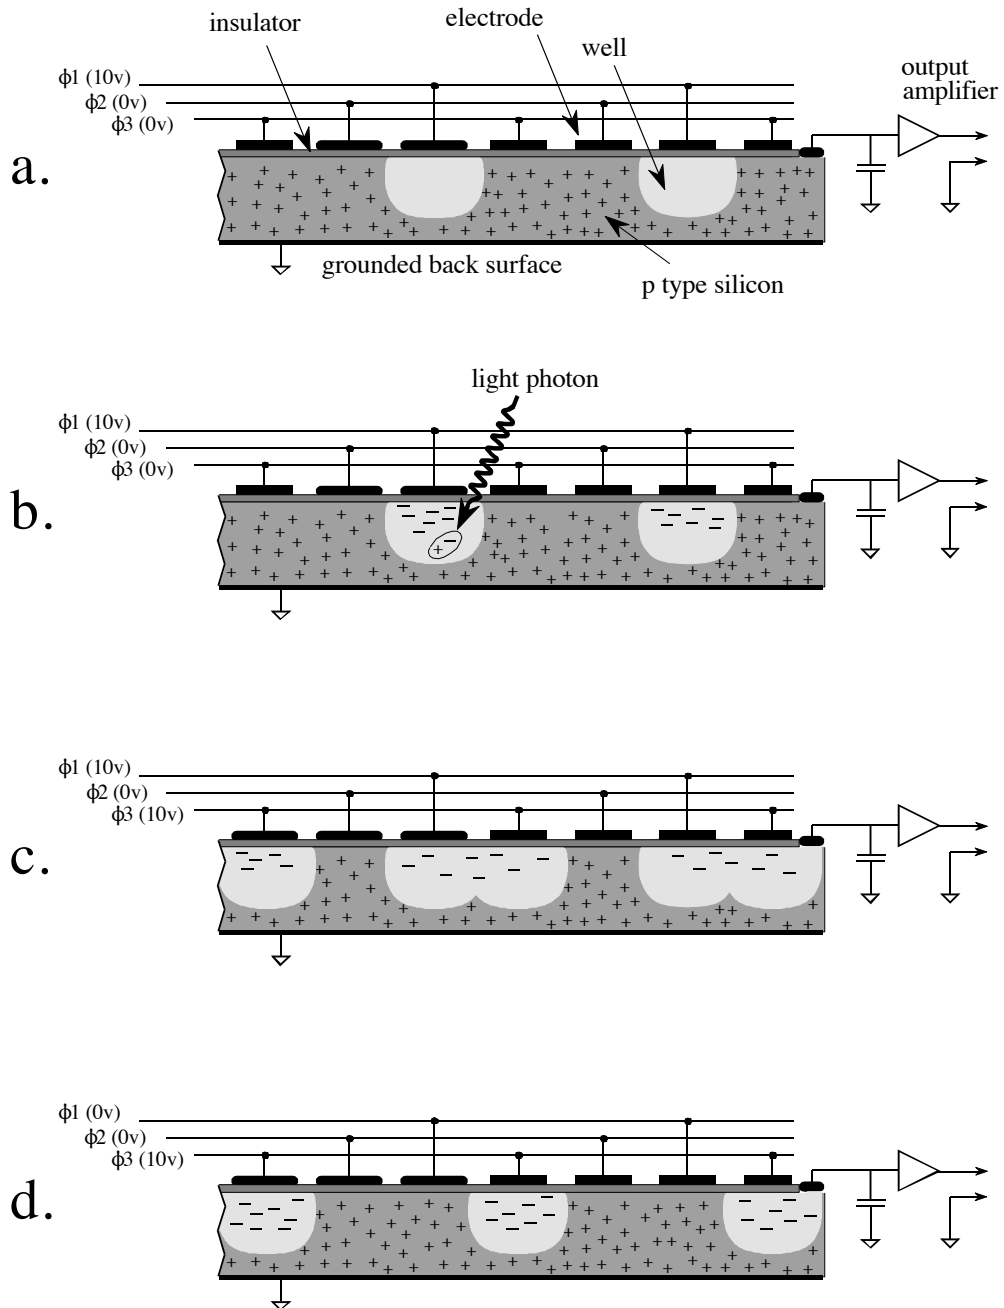 insulator
electrode
well
output
amplifier
ϕ1 (10v)
ϕ2 (0v)
ϕ3 (0v)
a.
grounded back surface
p type silicon
light photon
ϕ1 (10v)
ϕ2 (0v)
ϕ3 (0v)
b.
ϕ1 (10v)
ϕ2 (0v)
ϕ3 (10v)
c.
ϕ1 (0v)
ϕ2 (0v)
ϕ3 (10v)
d.